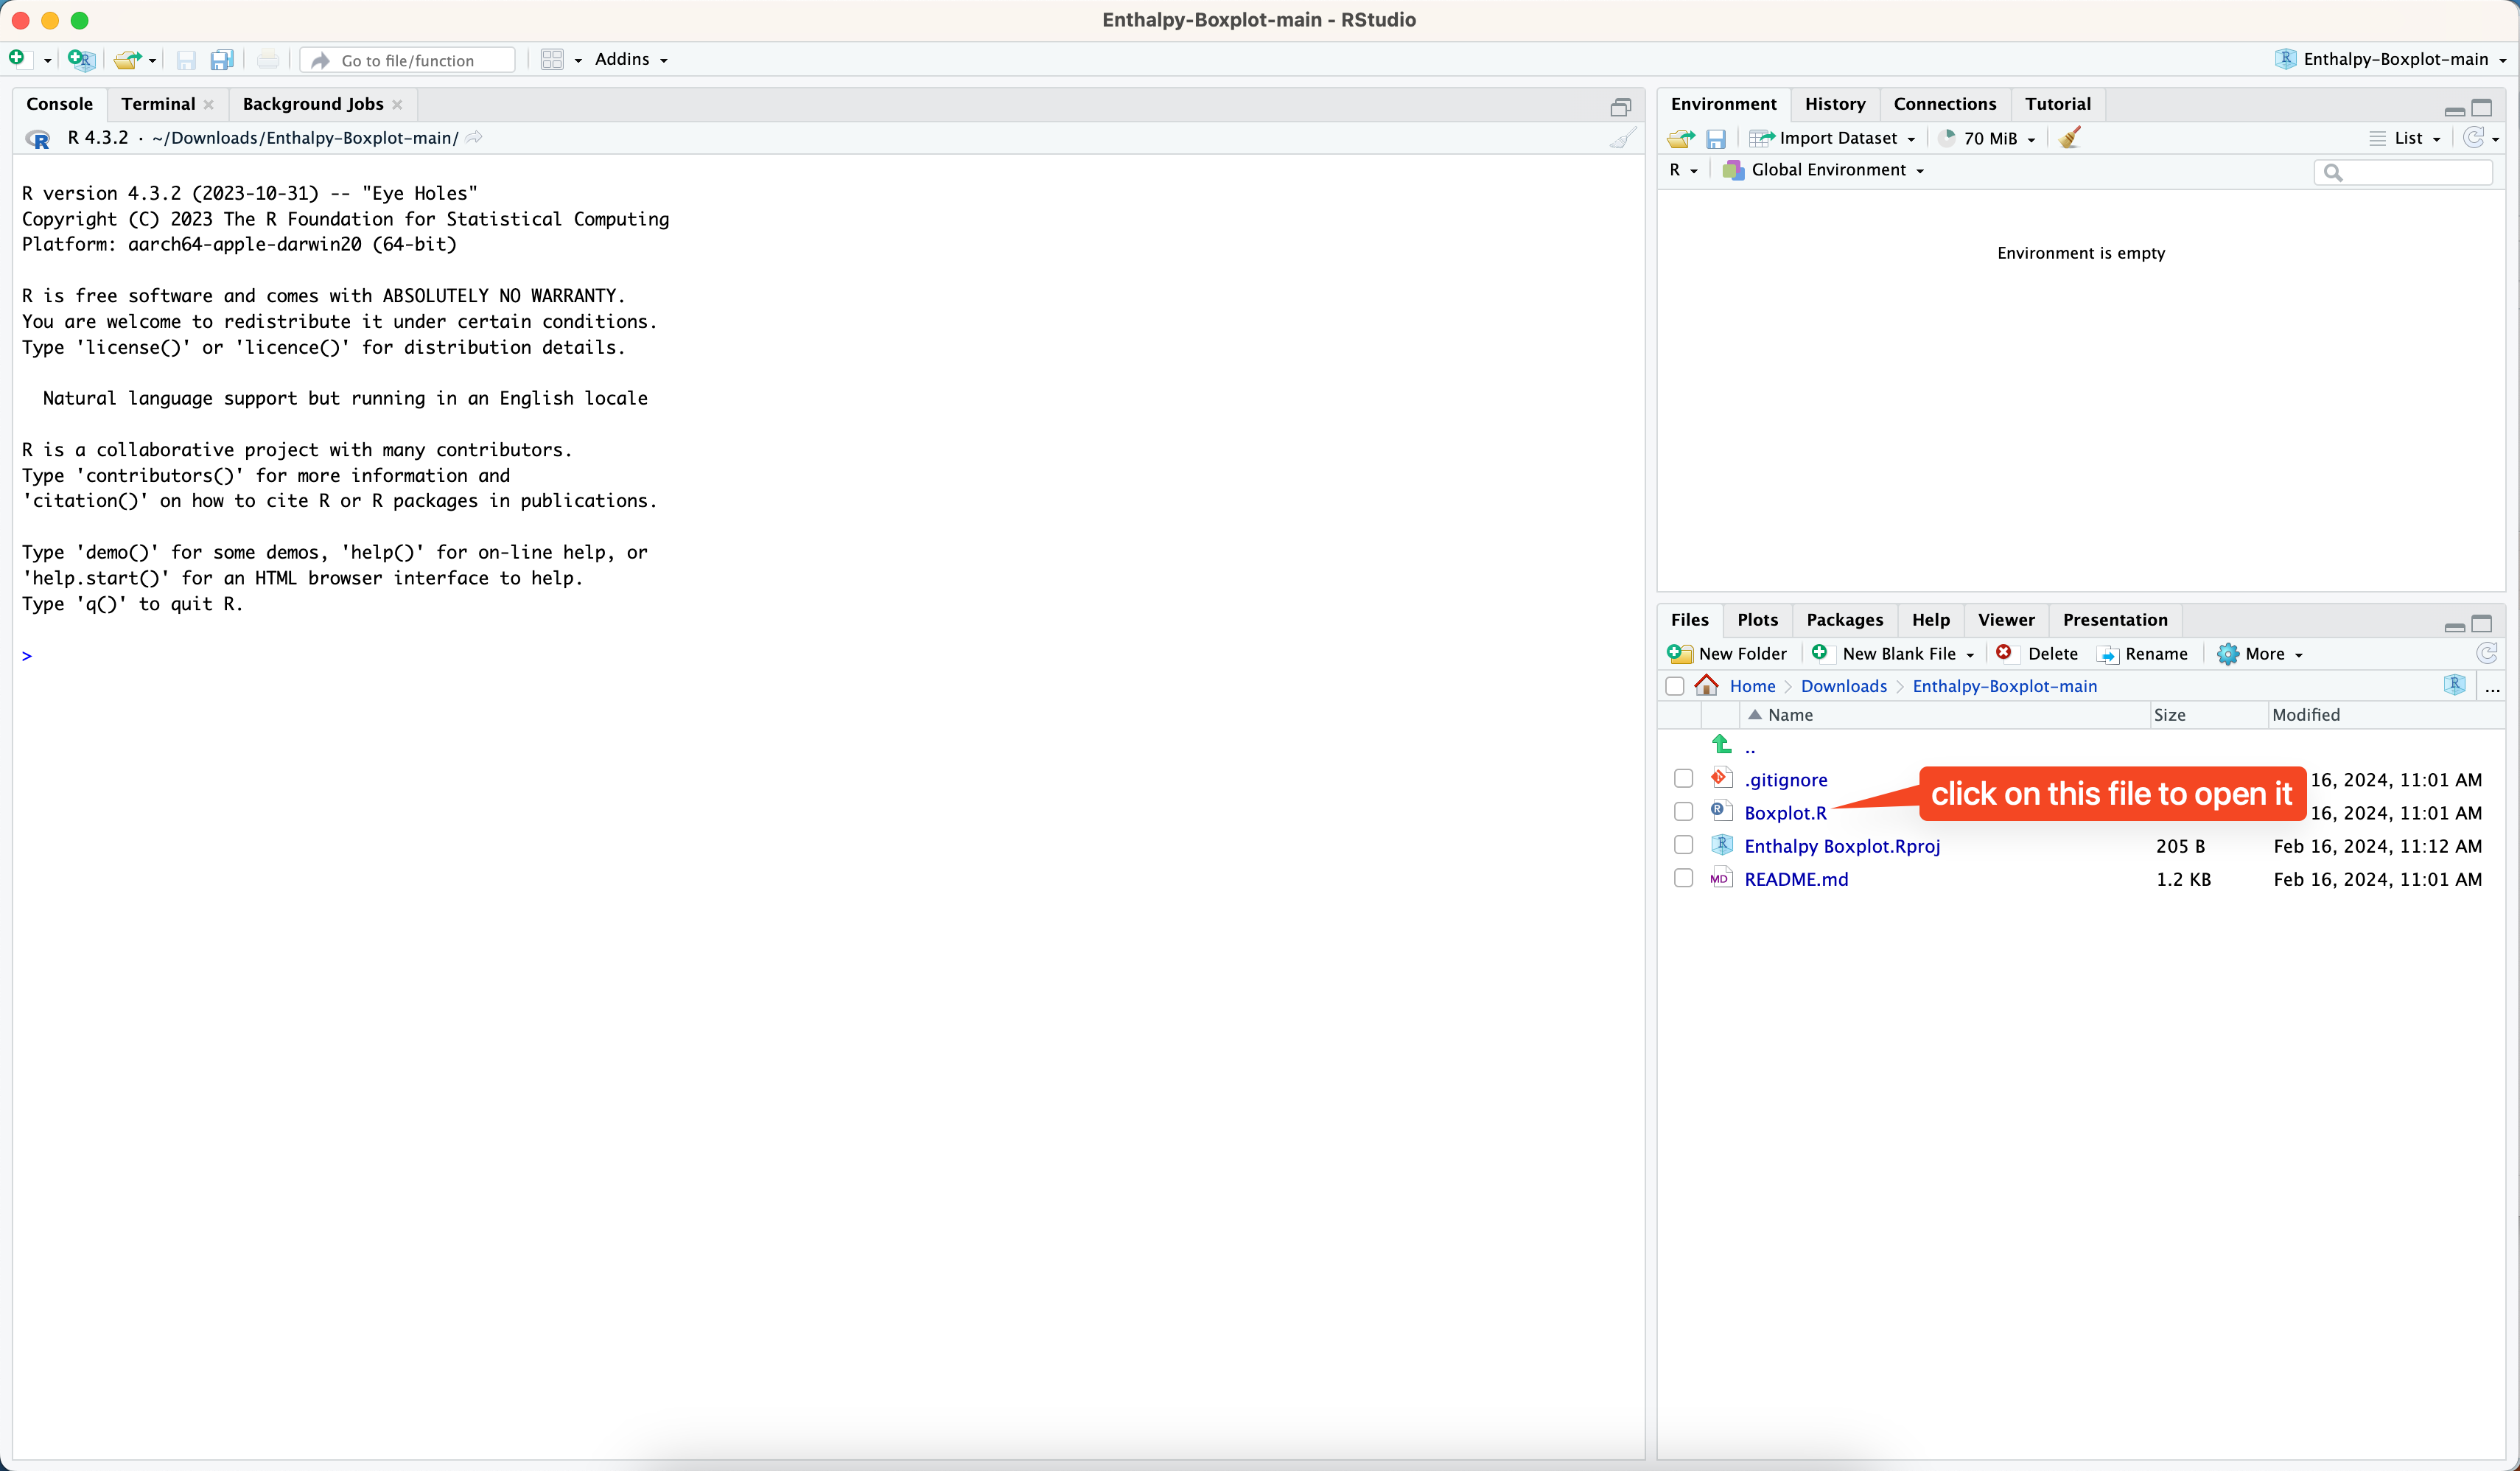 Enthalpy-Boxplot-main - RStudio
Go to file/function
Addins
Enthalpy-Boxplot-main
Console Terminal Background Jobs
R 4.3.2 · ~/Downloads/Enthalpy-Boxplot-main/
R version 4.3.2 (2023-10-31) -- "Eye Holes"
Copyright (C) 2023 The R Foundation for Statistical Computing
Platform: aarch64-apple-darwin20 (64-bit)
R is free software and comes with ABSOLUTELY NO WARRANTY.
You are welcome to redistribute it under certain conditions.
Type 'license()' or 'licence()' for distribution details.
Natural language support but running in an English locale
R is a collaborative project with many contributors.
Type 'contributors()' for more information and
'citation()' on how to cite R or R packages in publications.
Type 'demo()' for some demos, 'help()' for on-line help, or
'help.start()' for an HTML browser interface to help.
Type 'q()' to quit R.
>
Environment History Connections Tutorial
Import Dataset 70 MiB List
R Global Environment
Environment is empty
Files Plots Packages Help Viewer Presentation
New Folder New Blank File Delete Rename More
Home Downloads Enthalpy-Boxplot-main ...
Name Size Modified
..
.gitignore 16, 2024, 11:01 AM
click on this file to open it
Boxplot.R 16, 2024, 11:01 AM
Enthalpy Boxplot.Rproj 205 B Feb 16, 2024, 11:12 AM
MD README.md 1.2 KB Feb 16, 2024, 11:01 AM